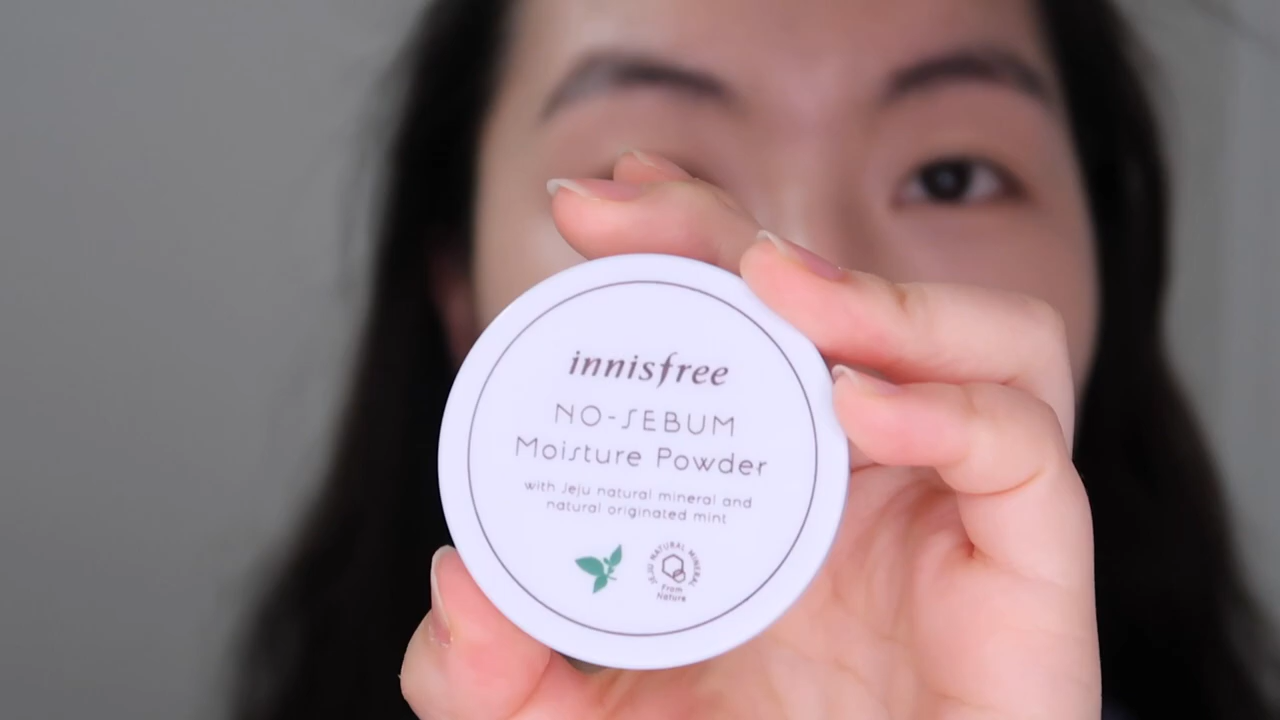 innisfree
NO-SEBUM
Moisture Powder
with Jeju natural mineral and
natural originated mint
JEJU NATURAL MINERAL
From
Nature